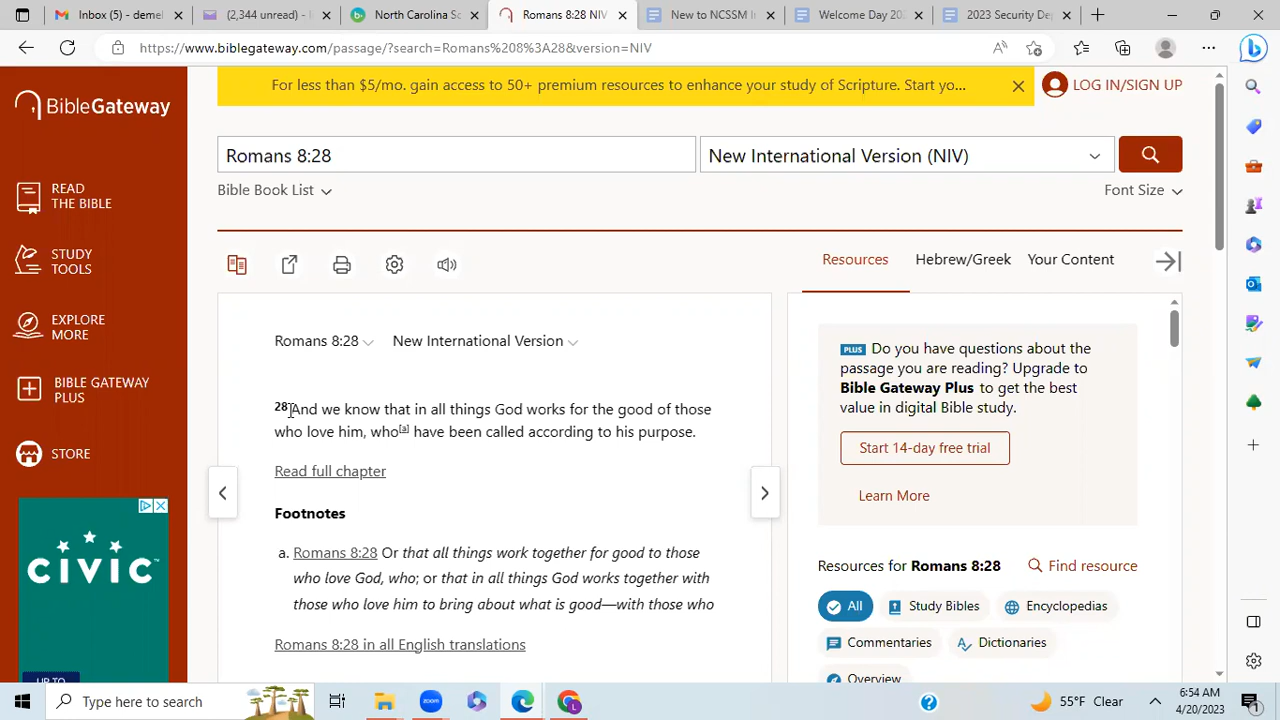 (2,344 unread) - l
New Conference Sch
Romans 8:28 NIV
New NCSSM In
Welcome Day 202
2023 Security Dep
https://www.biblegateway.com/passage/?search=Romans%208%3A28&version=NIV
BibleGateway
For less than $5/mo. gain access to 50+ premium resources to enhance your study of Scripture. Start yo...
LOG IN/SIGN UP
Romans 8:28
New International Version (NIV)
Bible Book List
Font Size
READ
THE BIBLE
STUDY
TOOLS
EXPLORE
MORE
BIBLE GATEWAY
PLUS
STORE
CIVIC
UP TO
Resources
Hebrew/Greek
Your Content
Romans 8:28
New International Version
28 And we know that in all things God works for the good of those
who love him, who[a] have been called according to his purpose.
Read full chapter
Footnotes
a. Romans 8:28 Or that all things work together for good to those
who love God, who; or that in all things God works together with
those who love him to bring about what is good—with those who
Romans 8:28 in all English translations
PLUS Do you have questions about the
passage you are reading? Upgrade to
Bible Gateway Plus to get the best
value in digital Bible study.
Start 14-day free trial
Learn More
Resources for Romans 8:28
Find resource
All
Study Bibles
Encyclopedias
Commentaries
Dictionaries
Overview
Type here to search
55°F Clear
6:54 AM
4/20/2023
1